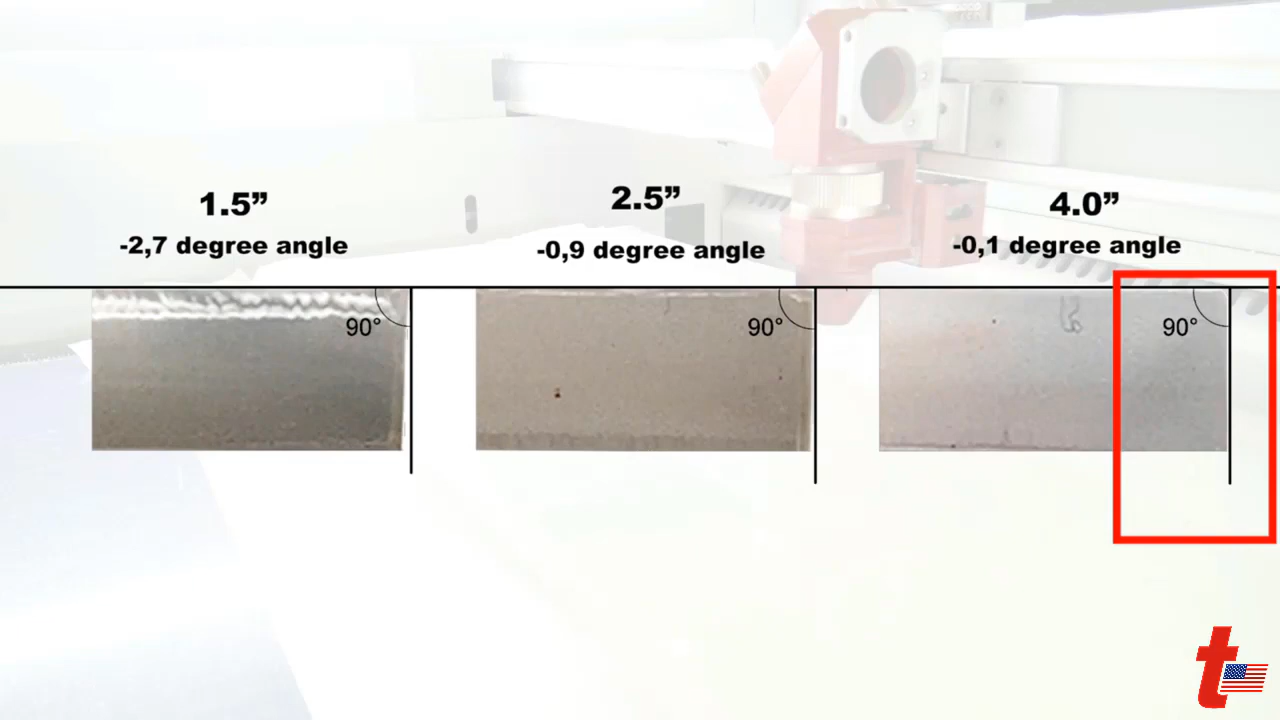 1.5”
-2,7 degree angle
2.5”
-0,9 degree angle
4.0”
-0,1 degree angle
90°
90°
90°
t